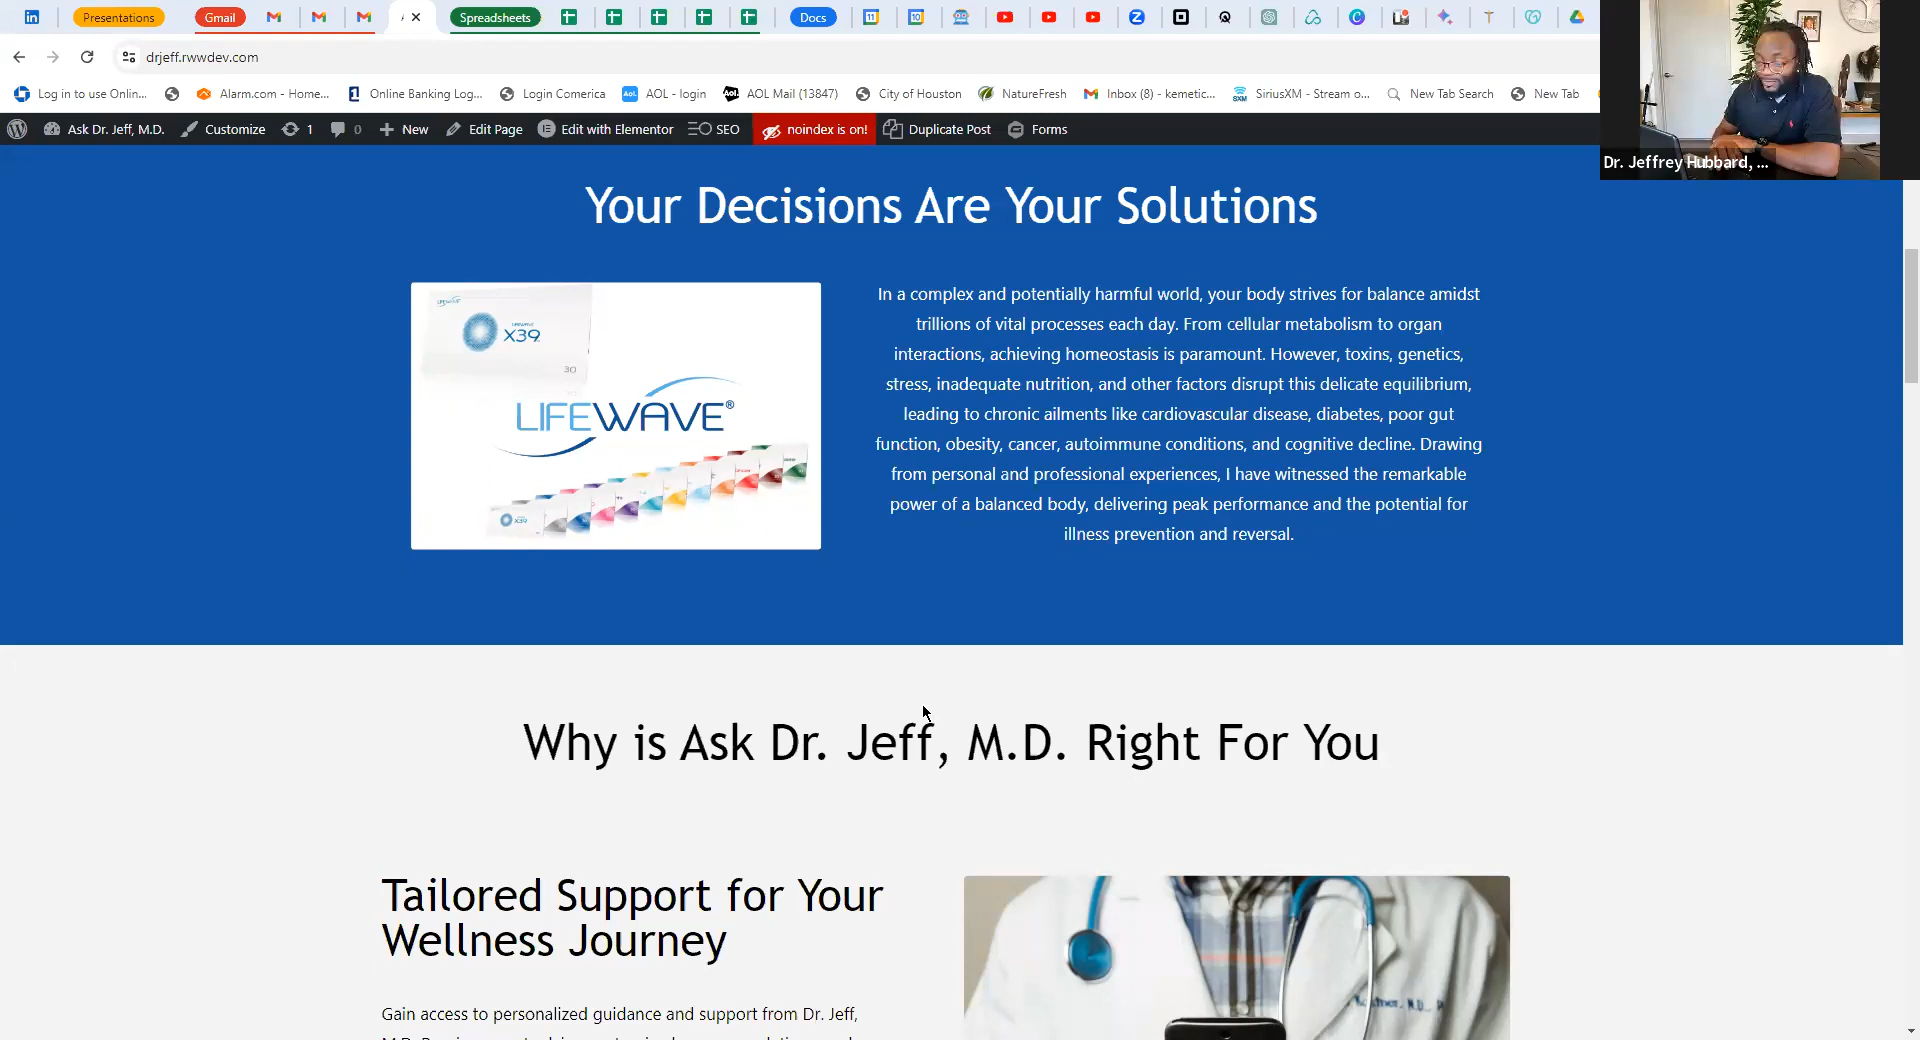 Presentations
Gmail
Spreadsheets
Docs
drjeff.rwwdev.com
Log in to use Onlin...
Alarm.com - Home...
Online Banking Log...
Login Comerica
AOL - login
AOL Mail (13847)
City of Houston
NatureFresh
Inbox (8) - kemetic...
SiriusXM - Stream o...
New Tab Search
New Tab
Ask Dr. Jeff, M.D.
Customize
1
0
New
Edit Page
Edit with Elementor
SEO
noindex is on!
Duplicate Post
Forms
Dr. Jeffrey Hubbard, ...
Your Decisions Are Your Solutions
LIFEWAVE
LIFEWAVE
X39
30
LIFEWAVE®
X39
In a complex and potentially harmful world, your body strives for balance amidst
trillions of vital processes each day. From cellular metabolism to organ
interactions, achieving homeostasis is paramount. However, toxins, genetics,
stress, inadequate nutrition, and other factors disrupt this delicate equilibrium,
leading to chronic ailments like cardiovascular disease, diabetes, poor gut
function, obesity, cancer, autoimmune conditions, and cognitive decline. Drawing
from personal and professional experiences, I have witnessed the remarkable
power of a balanced body, delivering peak performance and the potential for
illness prevention and reversal.
Why is Ask Dr. Jeff, M.D. Right For You
Tailored Support for Your
Wellness Journey
Gain access to personalized guidance and support from Dr. Jeff,